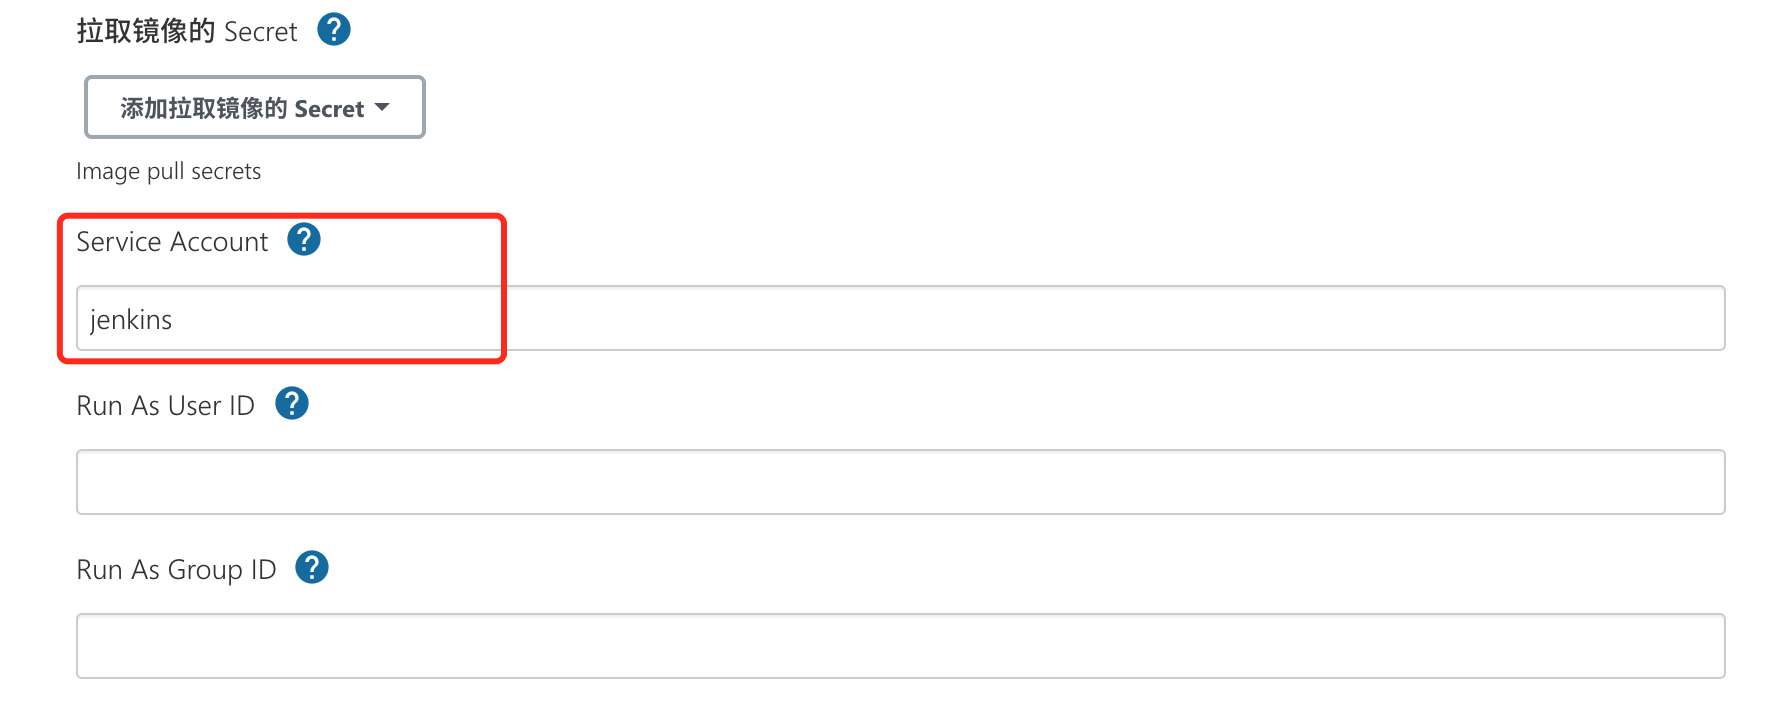 拉取镜像的 Secret ?
添加拉取镜像的 Secret
Image pull secrets
Service Account ?
jenkins
Run As User ID ?
Run As Group ID ?